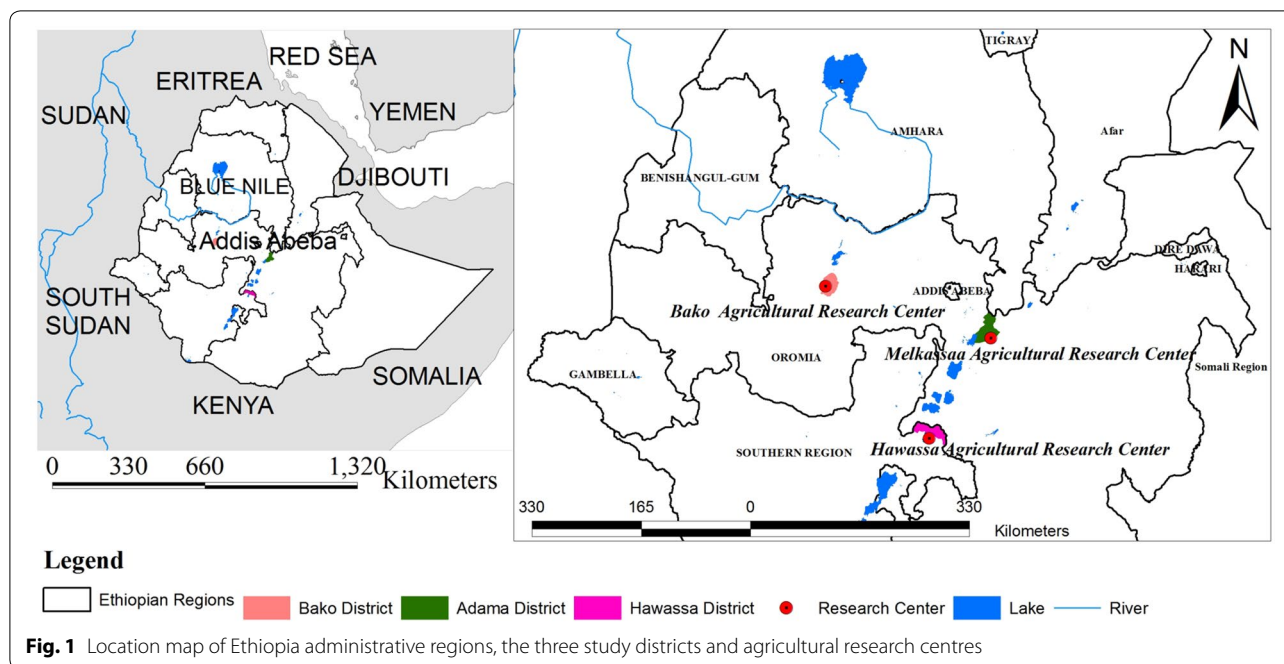 RED SEA
ERITREA
SUDAN
YEMEN
BLUE NILE
DJIBOUTI
Addis Abeba
SOUTH
SUDAN
SOMALIA
KENYA
0 330 660 1,320
Kilometers
TIGRAY
N
AMHARA
Afar
BENISHANGUL-GUM
DIRE DAWA
HARARI
ADDIS ABEBA
Bako Agricultural Research Center
OROMIA
Melkassaa Agricultural Research Center
GAMBELLA
Somali Region
SOUTHERN REGION
Hawassa Agricultural Research Center
330 165 0 330
Kilometers
Legend
Ethiopian Regions Bako District Adama District Hawassa District Research Center Lake River
Fig. 1 Location map of Ethiopia administrative regions, the three study districts and agricultural research centres